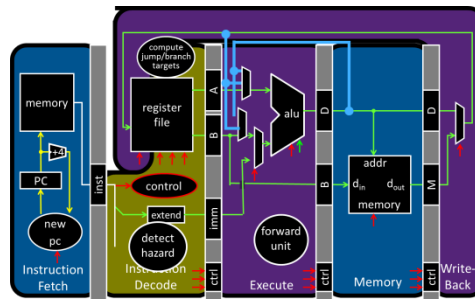 compute
jump/branch
targets
memory
register
file
A
B
alu
D
D
+4
addr
PC
inst
control
B
d_in d_out
M
memory
extend
imm
new
pc
detect
hazard
forward
unit
ctrl
ctrl
ctrl
Instruction
Fetch
Instruction
Decode
Execute
Memory
Write-
Back